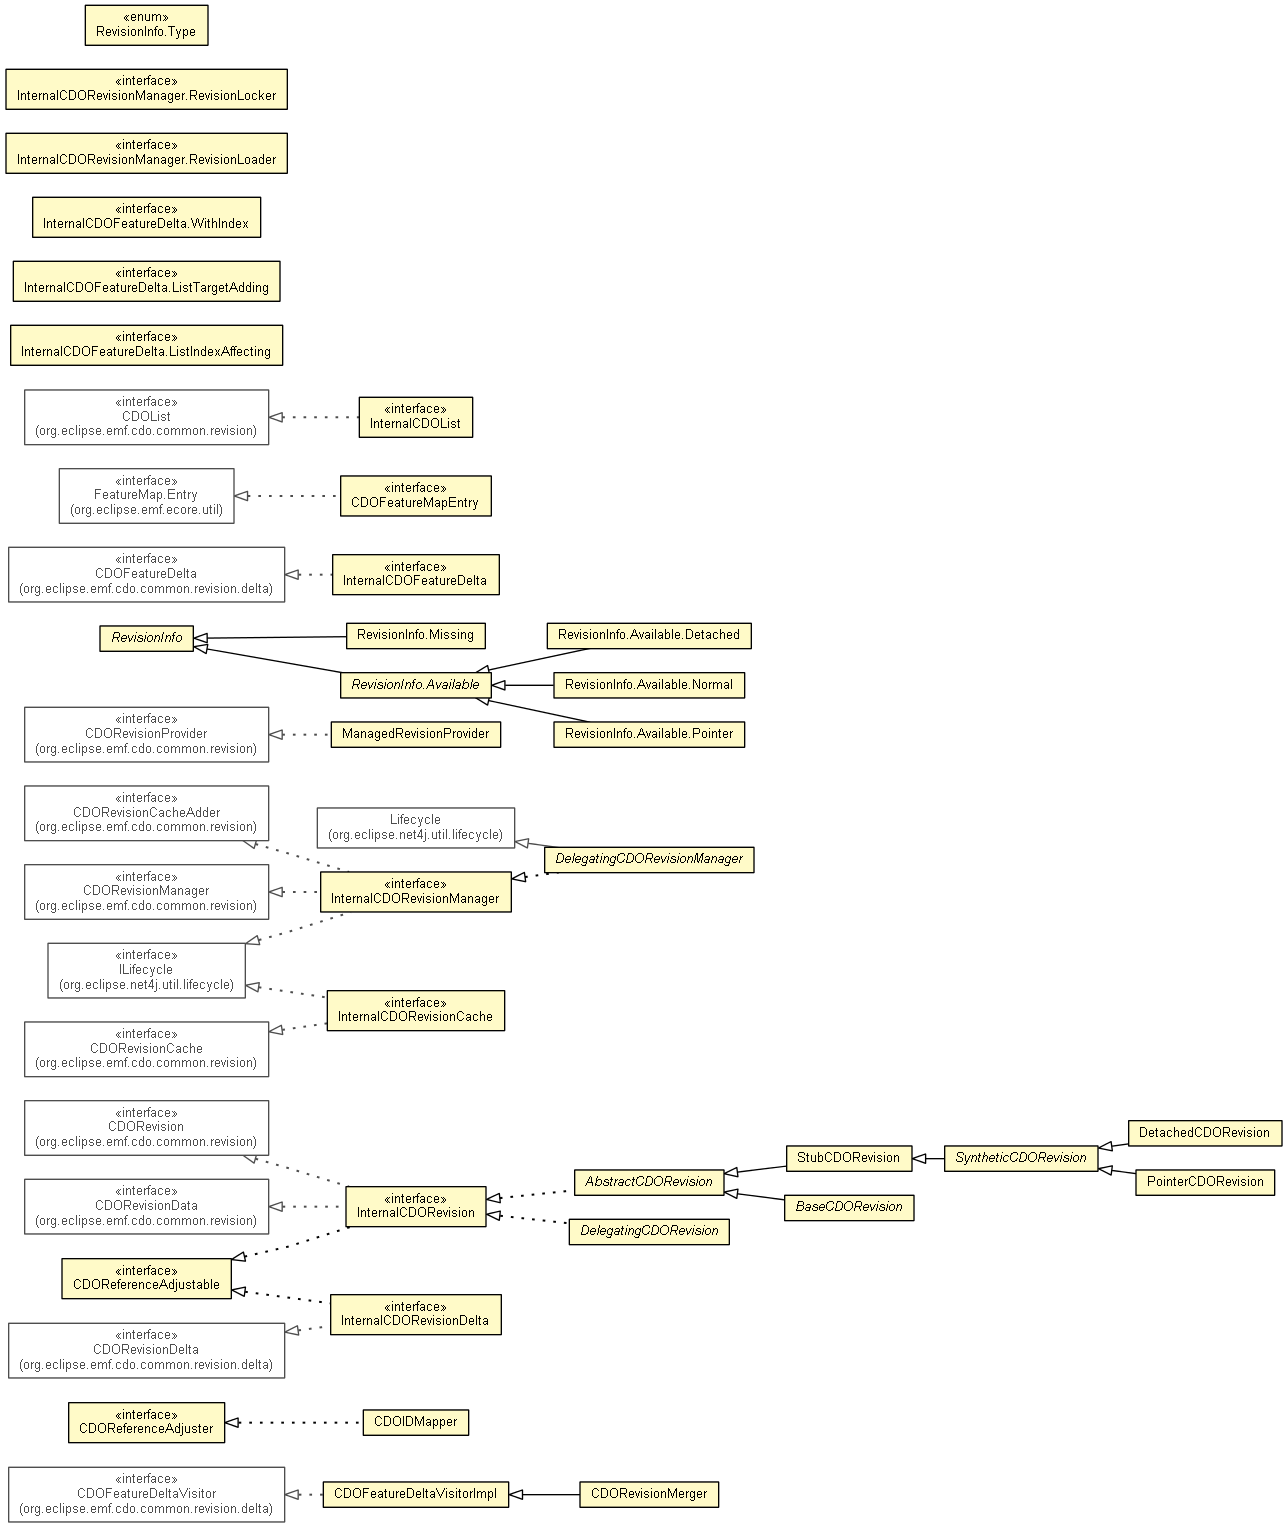 «enum»
RevisionInfo.Type
«interface»
InternalCDORevisionManager.RevisionLocker
«interface»
InternalCDORevisionManager.RevisionLoader
«interface»
InternalCDOFeatureDelta.WithIndex
«interface»
InternalCDOFeatureDelta.ListTargetAdding
«interface»
InternalCDOFeatureDelta.ListIndexAffecting
«interface»
CDOList
(org.eclipse.emf.cdo.common.revision)
«interface»
InternalCDOList
«interface»
FeatureMap.Entry
(org.eclipse.emf.ecore.util)
«interface»
CDOFeatureMapEntry
«interface»
CDOFeatureDelta
(org.eclipse.emf.cdo.common.revision.delta)
«interface»
InternalCDOFeatureDelta
RevisionInfo
RevisionInfo.Missing
RevisionInfo.Available
RevisionInfo.Available.Detached
RevisionInfo.Available.Normal
RevisionInfo.Available.Pointer
«interface»
CDORevisionProvider
(org.eclipse.emf.cdo.common.revision)
ManagedRevisionProvider
«interface»
CDORevisionCacheAdder
(org.eclipse.emf.cdo.common.revision)
Lifecycle
(org.eclipse.net4j.util.lifecycle)
DelegatingCDORevisionManager
«interface»
CDORevisionManager
(org.eclipse.emf.cdo.common.revision)
«interface»
InternalCDORevisionManager
«interface»
ILifecycle
(org.eclipse.net4j.util.lifecycle)
«interface»
InternalCDORevisionCache
«interface»
CDORevisionCache
(org.eclipse.emf.cdo.common.revision)
«interface»
CDORevision
(org.eclipse.emf.cdo.common.revision)
«interface»
CDORevisionData
(org.eclipse.emf.cdo.common.revision)
«interface»
InternalCDORevision
AbstractCDORevision
DelegatingCDORevision
StubCDORevision
BaseCDORevision
SyntheticCDORevision
DetachedCDORevision
PointerCDORevision
«interface»
CDOReferenceAdjustable
«interface»
InternalCDORevisionDelta
«interface»
CDORevisionDelta
(org.eclipse.emf.cdo.common.revision.delta)
«interface»
CDOReferenceAdjuster
CDOIDMapper
«interface»
CDOFeatureDeltaVisitor
(org.eclipse.emf.cdo.common.revision.delta)
CDOFeatureDeltaVisitorImpl
CDORevisionMerger